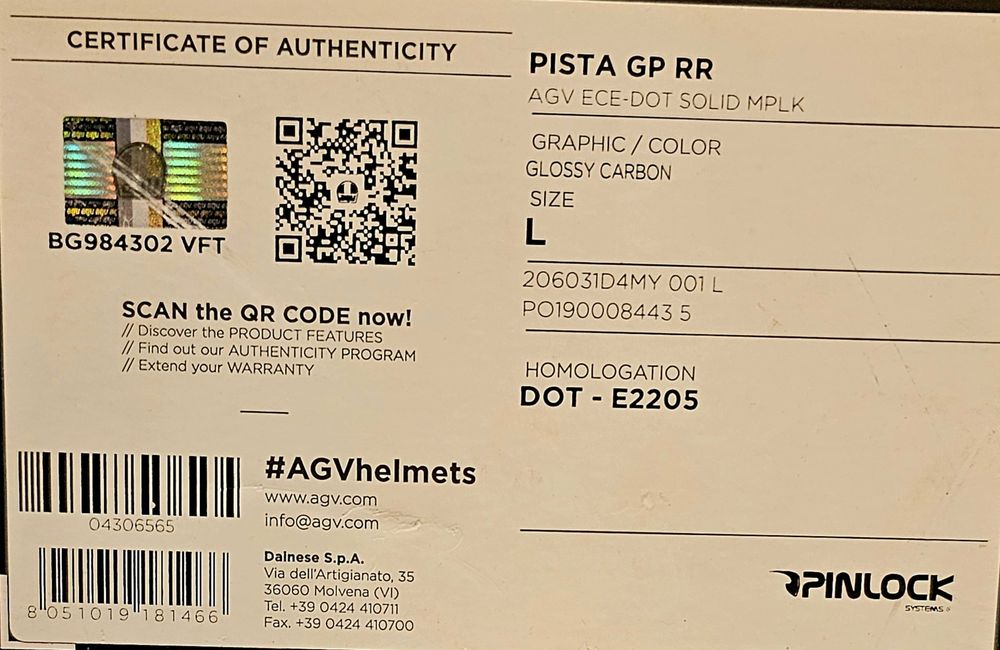 CERTIFICATE OF AUTHENTICITY
BG984302 VFT
SCAN the QR CODE now!
// Discover the PRODUCT FEATURES
// Find out our AUTHENTICITY PROGRAM
// Extend your WARRANTY
04306565
8 051019 181466
#AGVhelmets
www.agv.com
info@agv.com
Dainese S.p.A.
Via dell'Artigianato, 35
36060 Molvena (VI)
Tel. +39 0424 410711
Fax. +39 0424 410700
PISTA GP RR
AGV ECE-DOT SOLID MPLK
GRAPHIC / COLOR
GLOSSY CARBON
SIZE
L
206031D4MY 001 L
PO190008443 5
HOMOLOGATION
DOT - E2205
PINLOCK
SYSTEMS ®